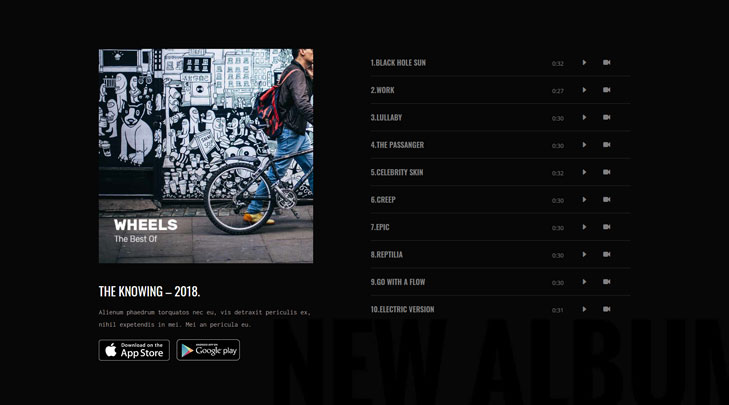 WHEELS
The Best Of
THE KNOWING – 2018.
Alienum phaedrum torquatos nec eu, vis detraxit periculis ex,
nihil expetendis in mei. Mei an pericula eu.
Download on the
App Store
ANDROID APP ON
Google play
1.BLACK HOLE SUN 0:32
2.WORK 0:27
3.LULLABY 0:30
4.THE PASSANGER 0:30
5.CELEBRITY SKIN 0:32
6.CREEP 0:30
7.EPIC 0:30
8.REPTILIA 0:30
9.GO WITH A FLOW 0:30
10.ELECTRIC VERSION 0:31
NEW ALBUM